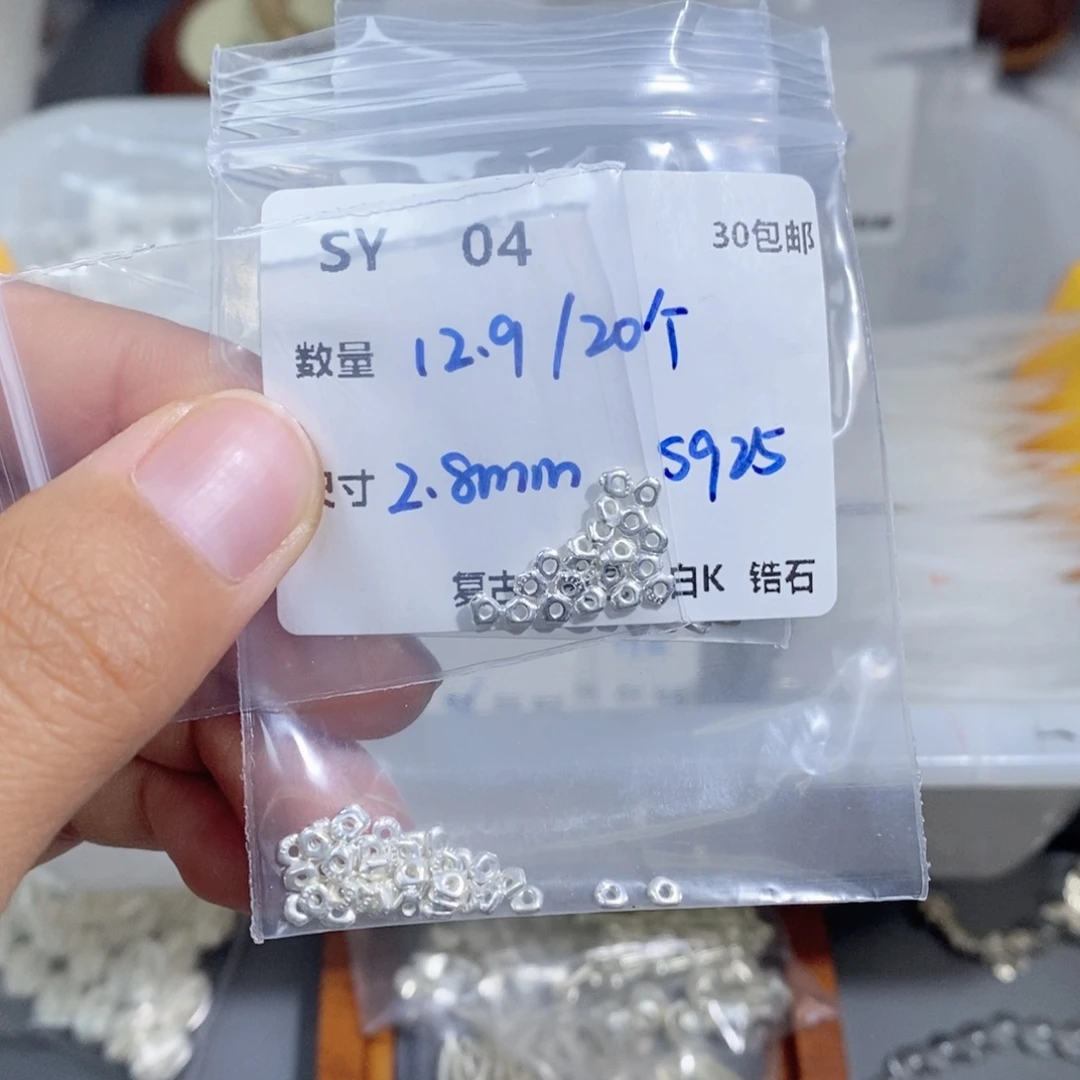 SY 04 30包邮
数量 12.9/20个
寸 2.8mm S925
复古 白K 锆石